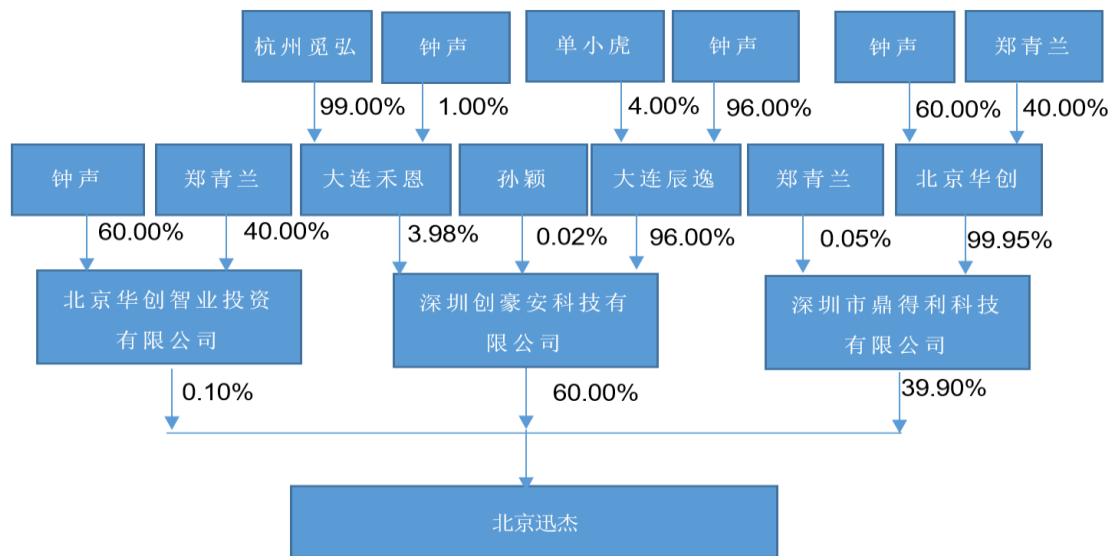 杭州觅弘
钟声
单小虎
钟声
钟声
郑青兰
99.00%
1.00%
4.00%
96.00%
60.00%
40.00%
钟声
郑青兰
大连禾恩
孙颖
大连辰逸
郑青兰
北京华创
60.00%
40.00%
3.98%
0.02%
96.00%
0.05%
99.95%
北京华创智业投资
有限公司
深圳创豪安科技有
限公司
深圳市鼎得利科技
有限公司
0.10%
60.00%
39.90%
北京迅杰